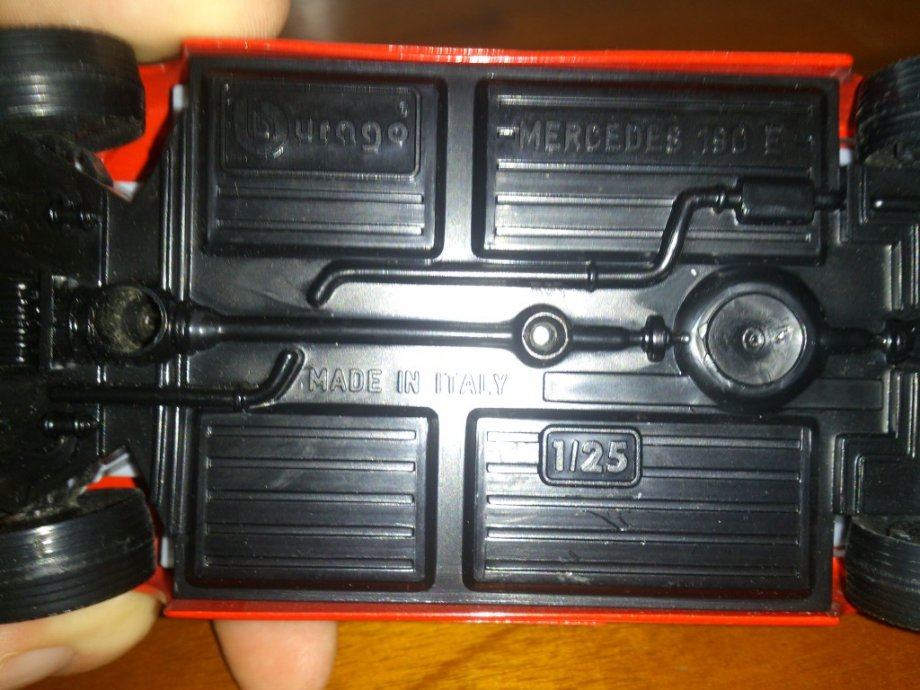 Burago
MERCEDES 190 E
MADE IN ITALY
1/25